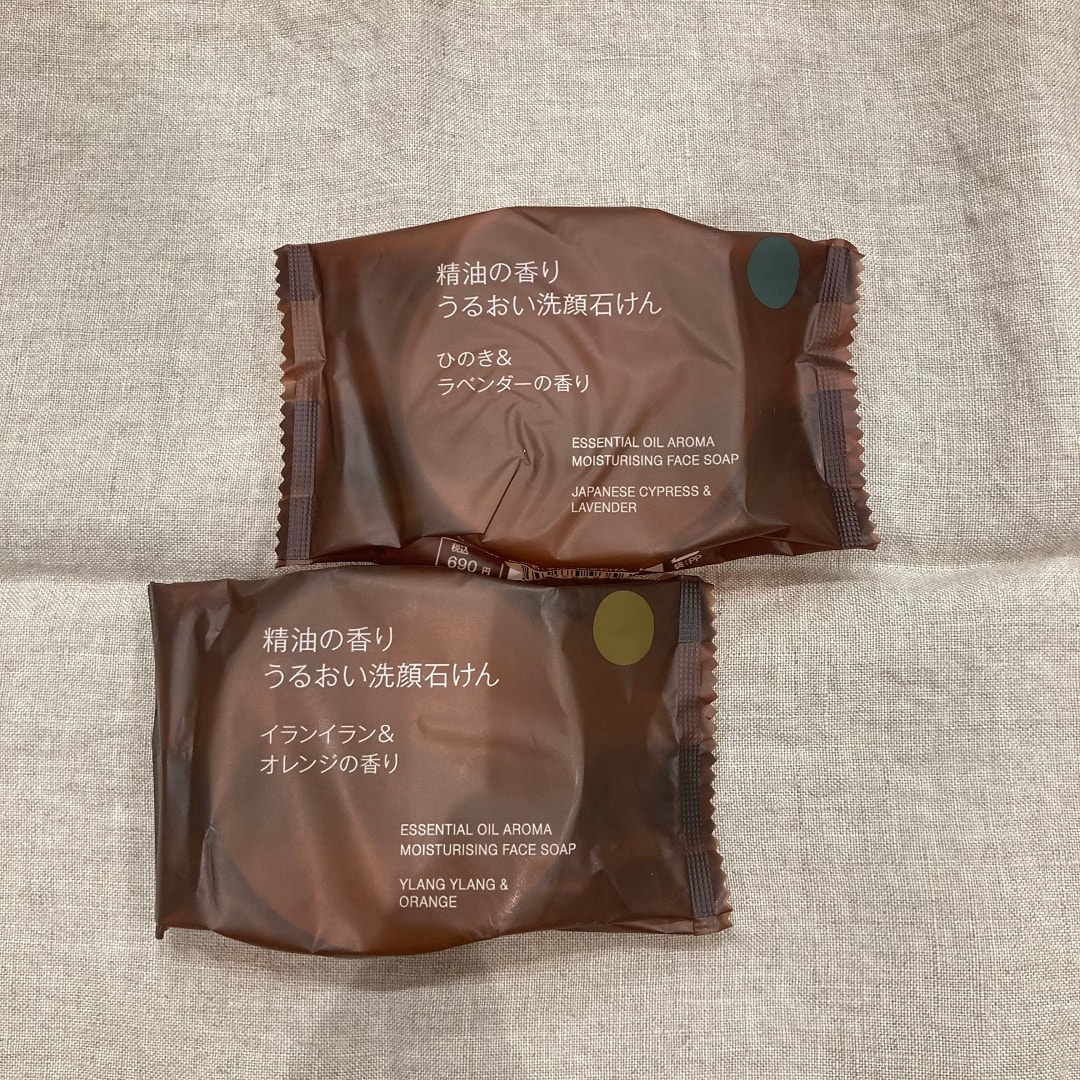 精油の香り
うるおい洗顔石けん
ひのき&
ラベンダーの香り
ESSENTIAL OIL AROMA
MOISTURISING FACE SOAP
JAPANESE CYPRESS &
LAVENDER
税込
690 円
袋:PP
精油の香り
うるおい洗顔石けん
イランイラン&
オレンジの香り
ESSENTIAL OIL AROMA
MOISTURISING FACE SOAP
YLANG YLANG &
ORANGE